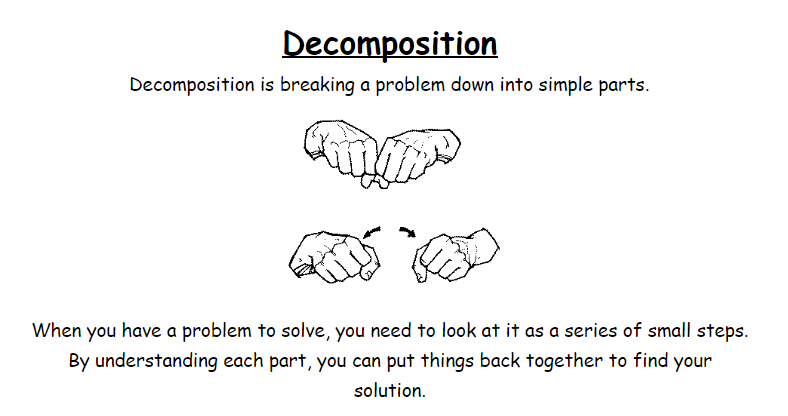 Decomposition
Decomposition is breaking a problem down into simple parts.
When you have a problem to solve, you need to look at it as a series of small steps.
By understanding each part, you can put things back together to find your
solution.